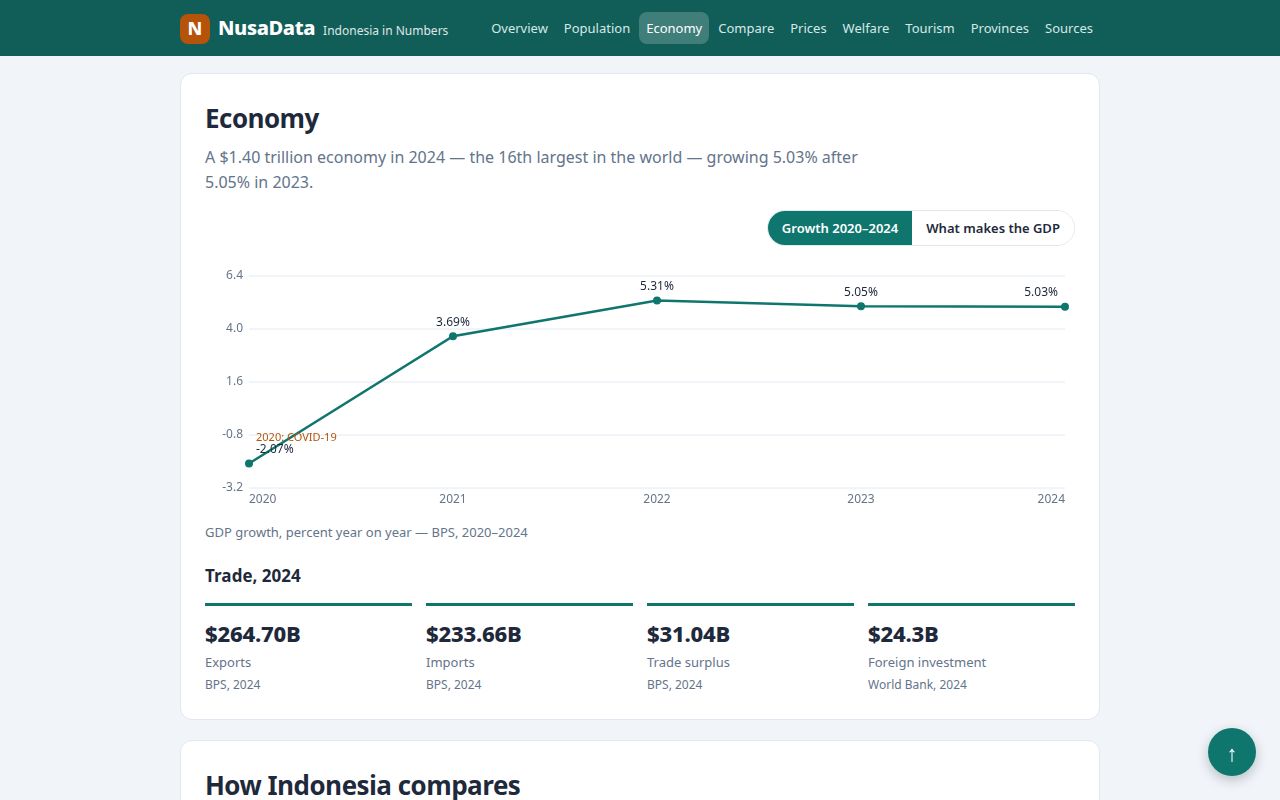 N NusaData Indonesia in Numbers Overview Population Economy Compare Prices Welfare Tourism Provinces Sources
Economy
A $1.40 trillion economy in 2024 — the 16th largest in the world — growing 5.03% after
5.05% in 2023.
Growth 2020–2024 What makes the GDP
6.4
5.31%
5.05%
5.03%
4.0
3.69%
1.6
-0.8
2020: COVID-19
-2.07%
-3.2
2020 2021 2022 2023 2024
GDP growth, percent year on year — BPS, 2020–2024
Trade, 2024
$264.70B $233.66B $31.04B $24.3B
Exports Imports Trade surplus Foreign investment
BPS, 2024 BPS, 2024 BPS, 2024 World Bank, 2024
↑
How Indonesia compares